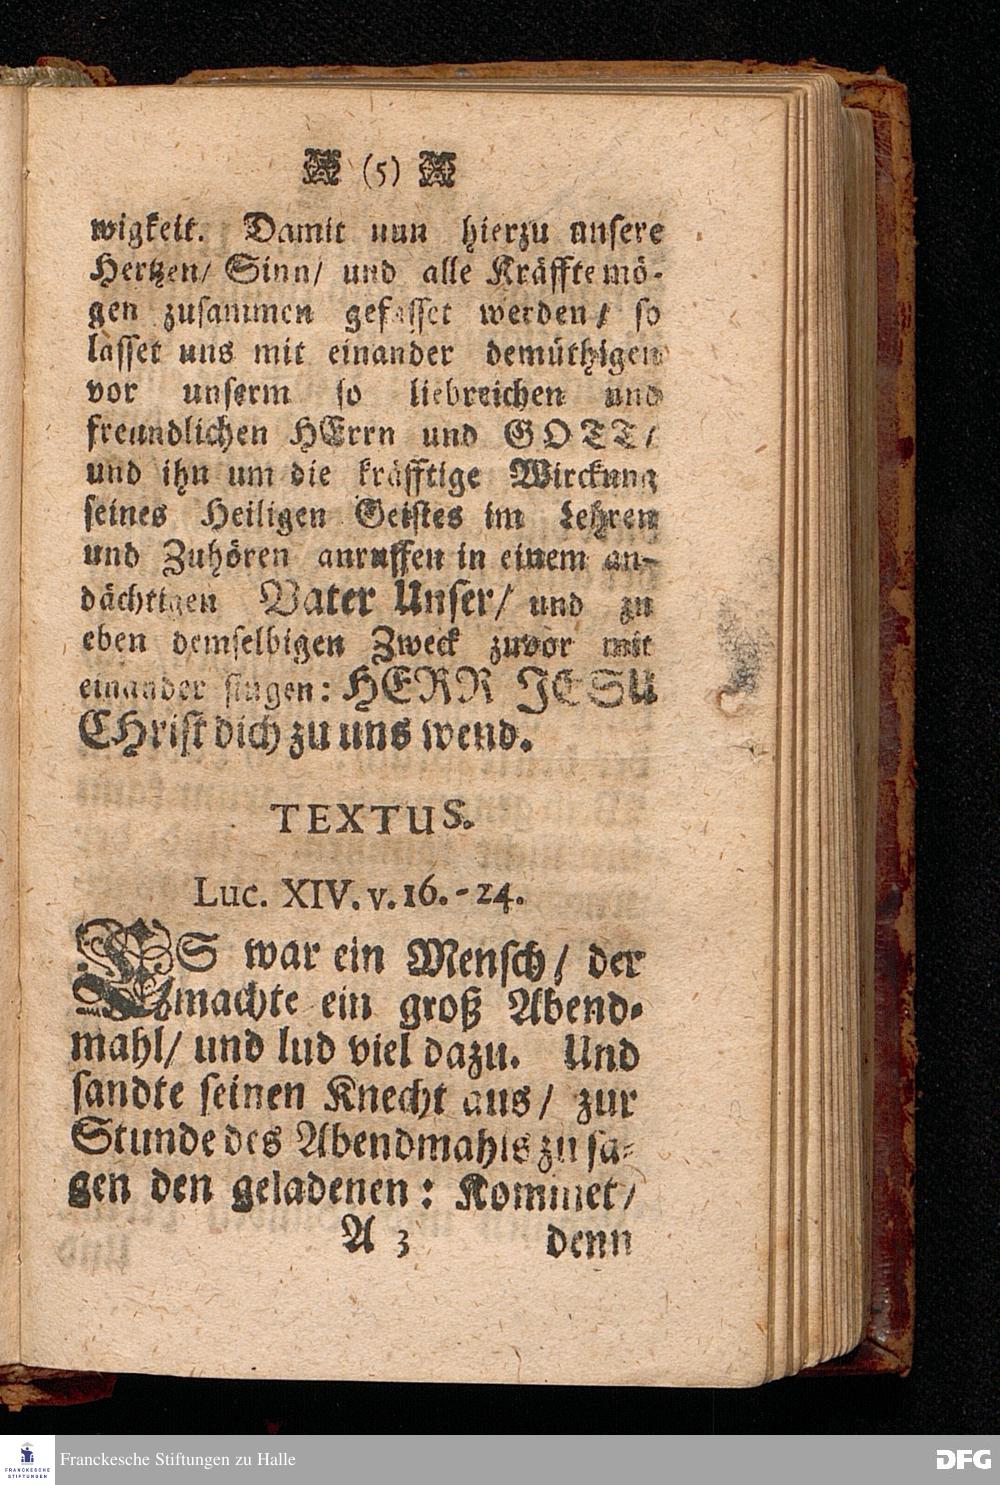 (5)
wigkeit. Damit nun hierzu unsere
Hertzen/ Sinn/ und alle Kräffte mö-
gen zusammen gefasset werden/ so
lasset uns mit einander demüthigen
vor unserm so liebreichen und
freundlichen HErrn und GOTT/
und ihn um die kräfftige Wirckung
seines Heiligen Geistes im Lehren
und Zuhören anruffen in einem an-
dächtigen Vater Unser/ und zu
eben demselbigen Zweck zuvor mit
einander singen: HERR JESU
CHrist dich zu uns wend.
TEXTUS.
Luc. XIV. v. 16.-24.
ES war ein Mensch/ der
machte ein groß Abend-
mahl/ und lud viel dazu. Und
sandte seinen Knecht aus/ zur
Stunde des Abendmahls zu sa-
gen den geladenen: Kommet/
A 3 denn
FRANCKESCHE STIFTUNGEN
Franckesche Stiftungen zu Halle
DFG